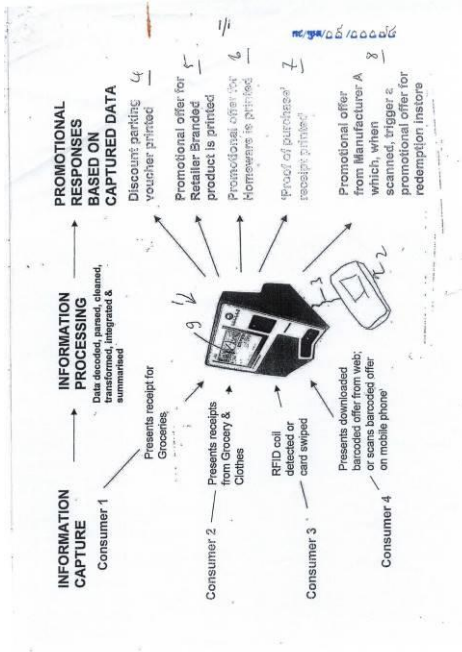 INFORMATION
CAPTURE
INFORMATION
PROCESSING
Data decoded, parsed, cleaned,
transformed, integrated &
summarised
PROMOTIONAL
RESPONSES
BASED ON
CAPTURED DATA
Consumer 1
Presents receipt for
Groceries
Consumer 2
Presents receipts
from Grocery &
Clothes
Consumer 3
RFID coil
detected or
card swiped
Consumer 4
Presents downloaded
barcoded offer from web;
or scans barcoded offer
on mobile phone'
Discount parking
voucher printed
4
Promotional offer for
Retailer Branded
product is printed
5
Promotional offer for
Homewares is printed
6
'Proof of purchase'
receipt printed
7
Promotional offer
from Manufacturer A
which, when
scanned, trigger a
promotional offer for
redemption instore
8
9
3
2
1/1